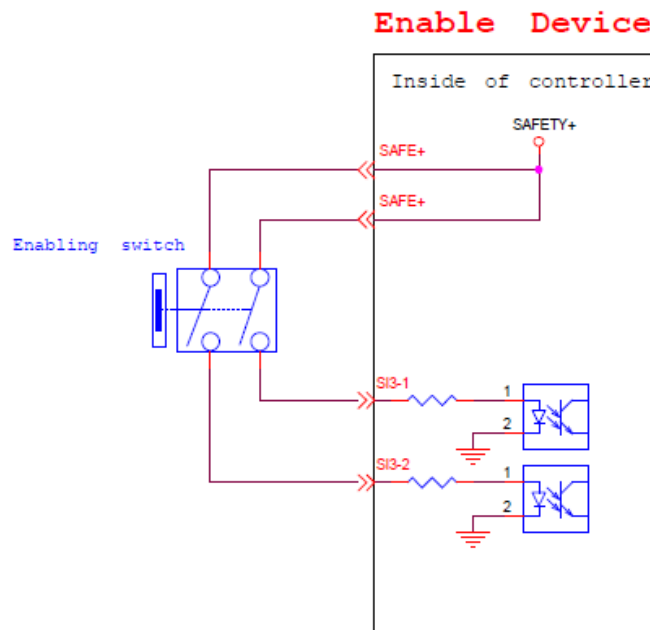 Enable Device
Inside of controller
SAFETY+
SAFE+
SAFE+
Enabling switch
SI3-1
1
2
SI3-2
1
2